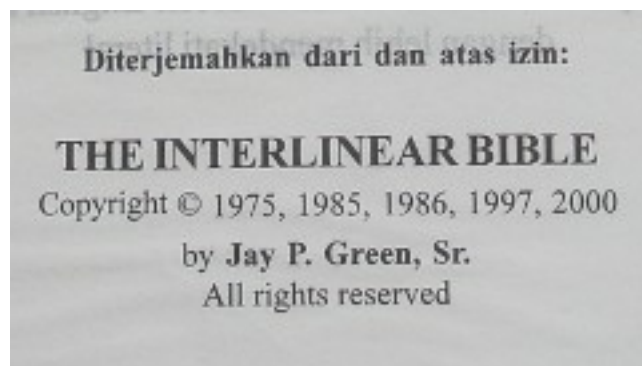 Diterjemahkan dari dan atas izin:
THE INTERLINEAR BIBLE
Copyright © 1975, 1985, 1986, 1997, 2000
by Jay P. Green, Sr.
All rights reserved